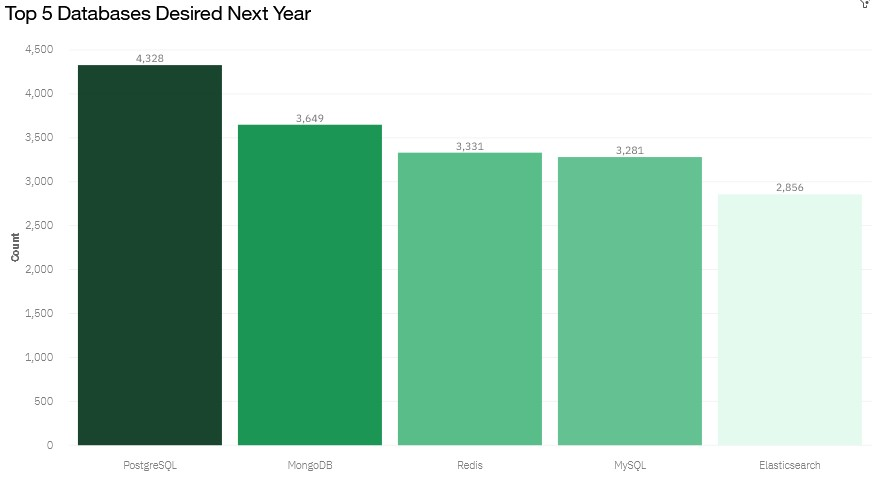 Top 5 Databases Desired Next Year
4,500
4,000
3,500
3,000
2,500
2,000
1,500
1,000
500
0
Count
4,328
3,649
3,331
3,281
2,856
PostgreSQL
MongoDB
Redis
MySQL
Elasticsearch